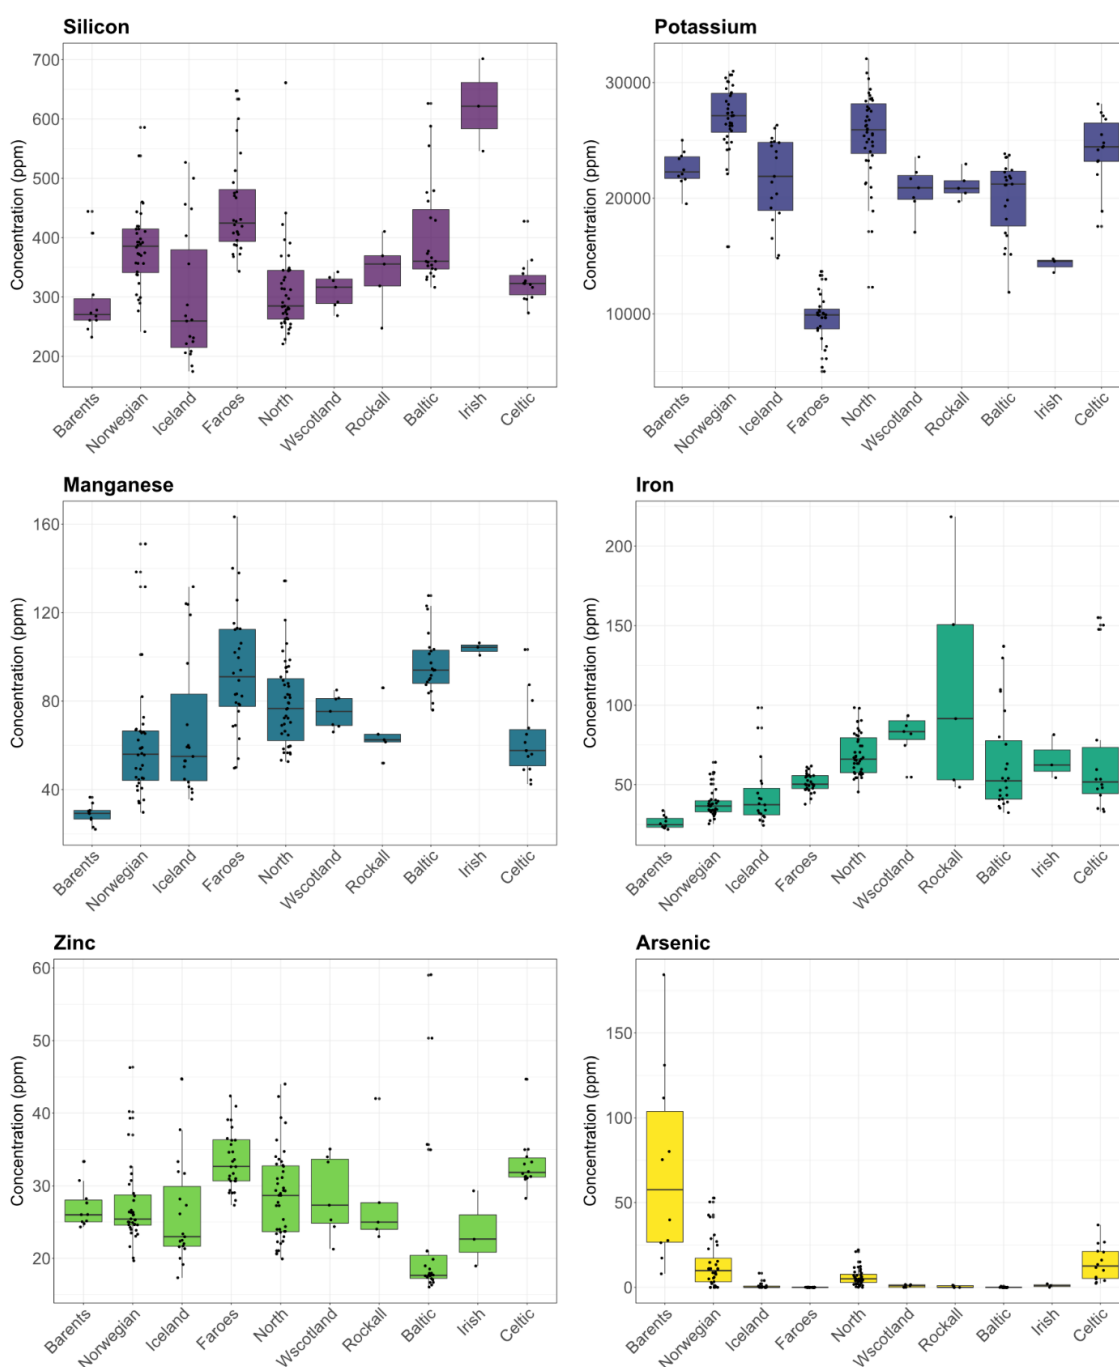 Silicon
Concentration (ppm)
700
600
500
400
300
200
Barents
Norwegian
Iceland
Faroes
North
Wscotland
Rockall
Baltic
Irish
Celtic
Potassium
Concentration (ppm)
30000
20000
10000
Barents
Norwegian
Iceland
Faroes
North
Wscotland
Rockall
Baltic
Irish
Celtic
Manganese
Concentration (ppm)
160
120
80
40
Barents
Norwegian
Iceland
Faroes
North
Wscotland
Rockall
Baltic
Irish
Celtic
Iron
Concentration (ppm)
200
150
100
50
Barents
Norwegian
Iceland
Faroes
North
Wscotland
Rockall
Baltic
Irish
Celtic
Zinc
Concentration (ppm)
60
50
40
30
20
Barents
Norwegian
Iceland
Faroes
North
Wscotland
Rockall
Baltic
Irish
Celtic
Arsenic
Concentration (ppm)
150
100
50
0
Barents
Norwegian
Iceland
Faroes
North
Wscotland
Rockall
Baltic
Irish
Celtic